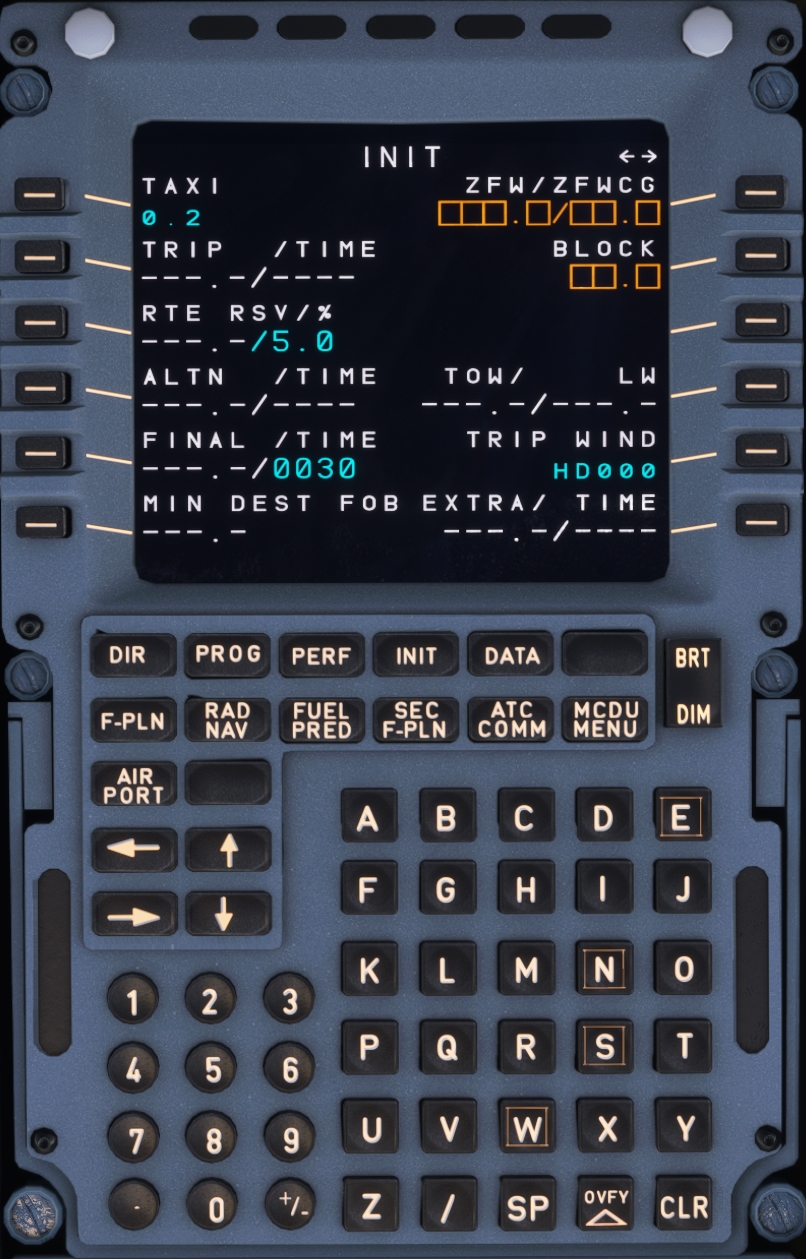 INIT ←→
TAXI ZFW/ZFWCG
0.2 □□□.□/□□.□
TRIP /TIME BLOCK
---.-/---- □□.□
RTE RSV/%
---.-/5.0
ALTN /TIME TOW/ LW
---.-/---- ---.-/---.-
FINAL /TIME TRIP WIND
---.-/0030 HD000
MIN DEST FOB EXTRA/ TIME
---.- ---.-/----
DIR PROG PERF INIT DATA BRT
DIM
F-PLN RAD NAV FUEL PRED SEC F-PLN ATC COMM MCDU MENU
AIR PORT
← ↑
→ ↓
A B C D E
F G H I J
K L M N O
1 2 3
P Q R S T
4 5 6
U V W X Y
7 8 9
Z / SP OVFY △ CLR
. 0 +/-